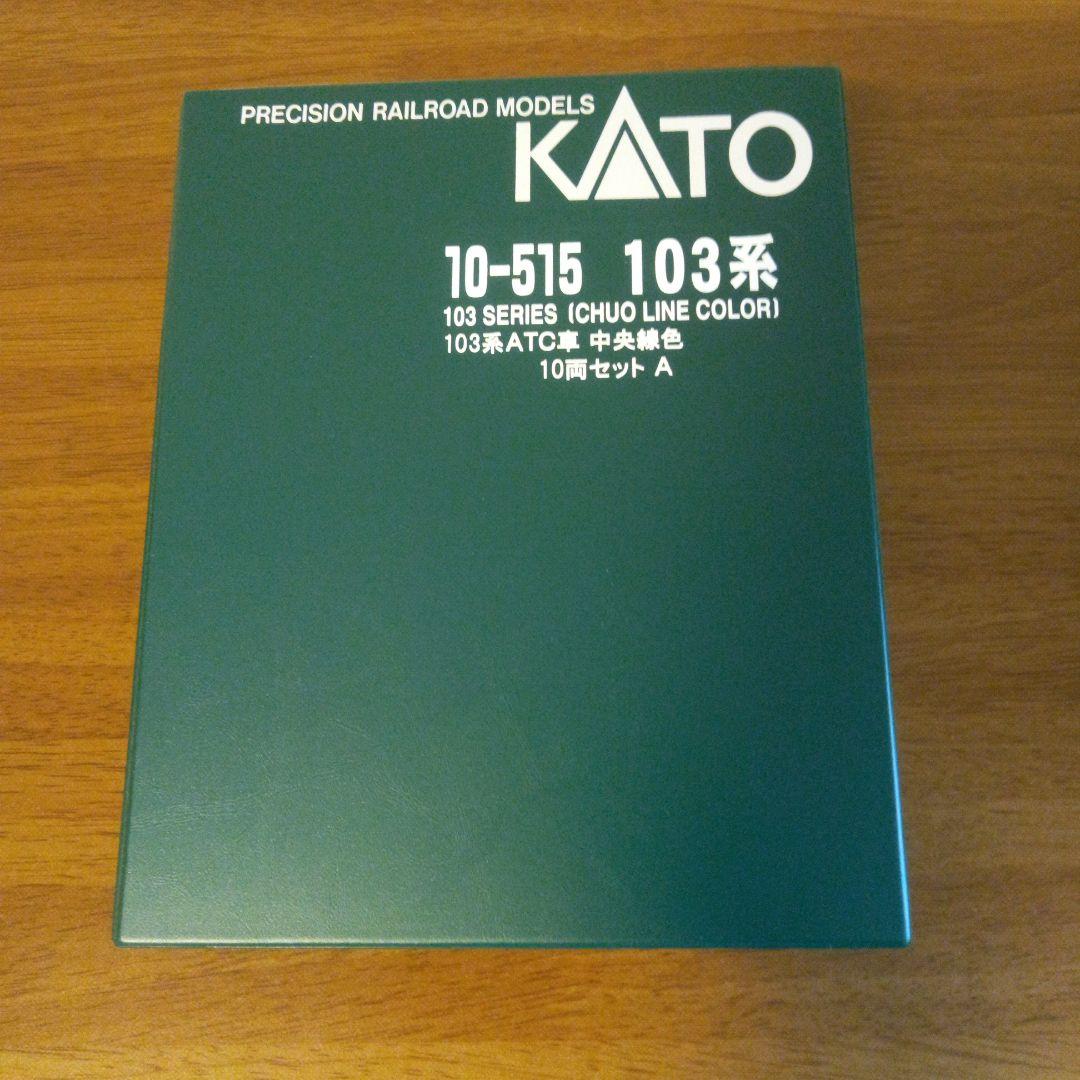 PRECISION RAILROAD MODELS
KATO
10-515 103系
103 SERIES (CHUO LINE COLOR)
103系ATC車 中央線色
10両セット A